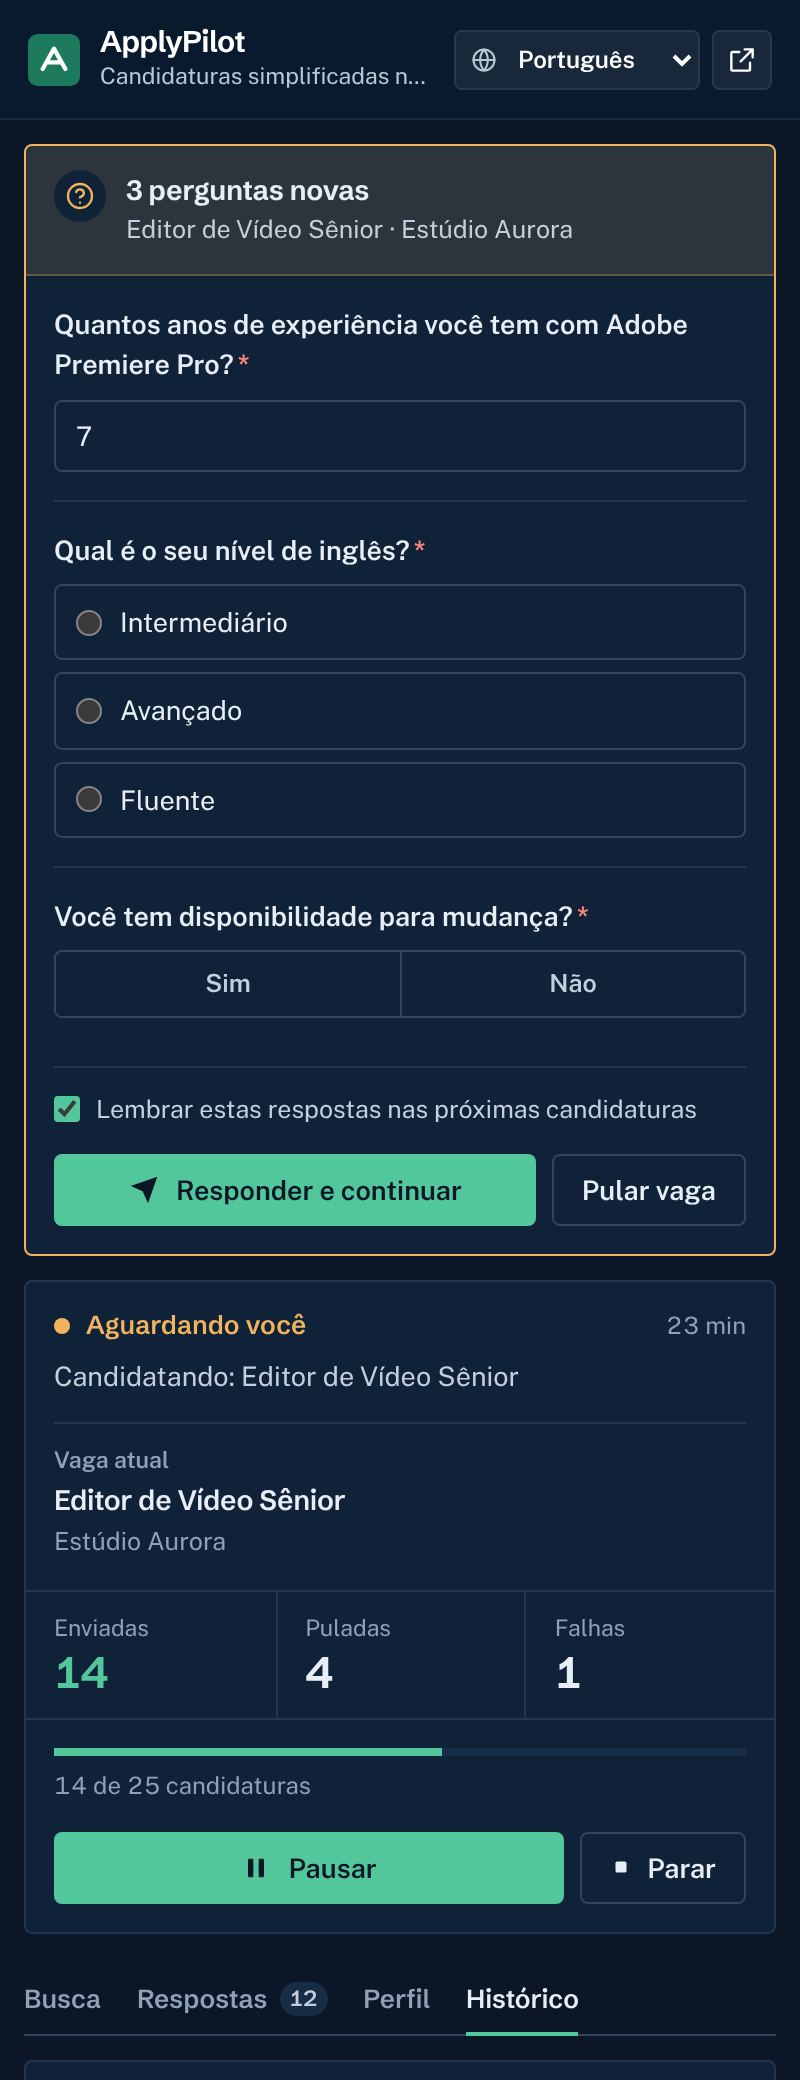 ApplyPilot
Candidaturas simplificadas n...
Português
3 perguntas novas
Editor de Vídeo Sênior · Estúdio Aurora
Quantos anos de experiência você tem com Adobe
Premiere Pro? *
7
Qual é o seu nível de inglês? *
Intermediário
Avançado
Fluente
Você tem disponibilidade para mudança? *
Sim
Não
Lembrar estas respostas nas próximas candidaturas
Responder e continuar
Pular vaga
Aguardando você
23 min
Candidatando: Editor de Vídeo Sênior
Vaga atual
Editor de Vídeo Sênior
Estúdio Aurora
Enviadas
14
Puladas
4
Falhas
1
14 de 25 candidaturas
Pausar
Parar
Busca
Respostas 12
Perfil
Histórico